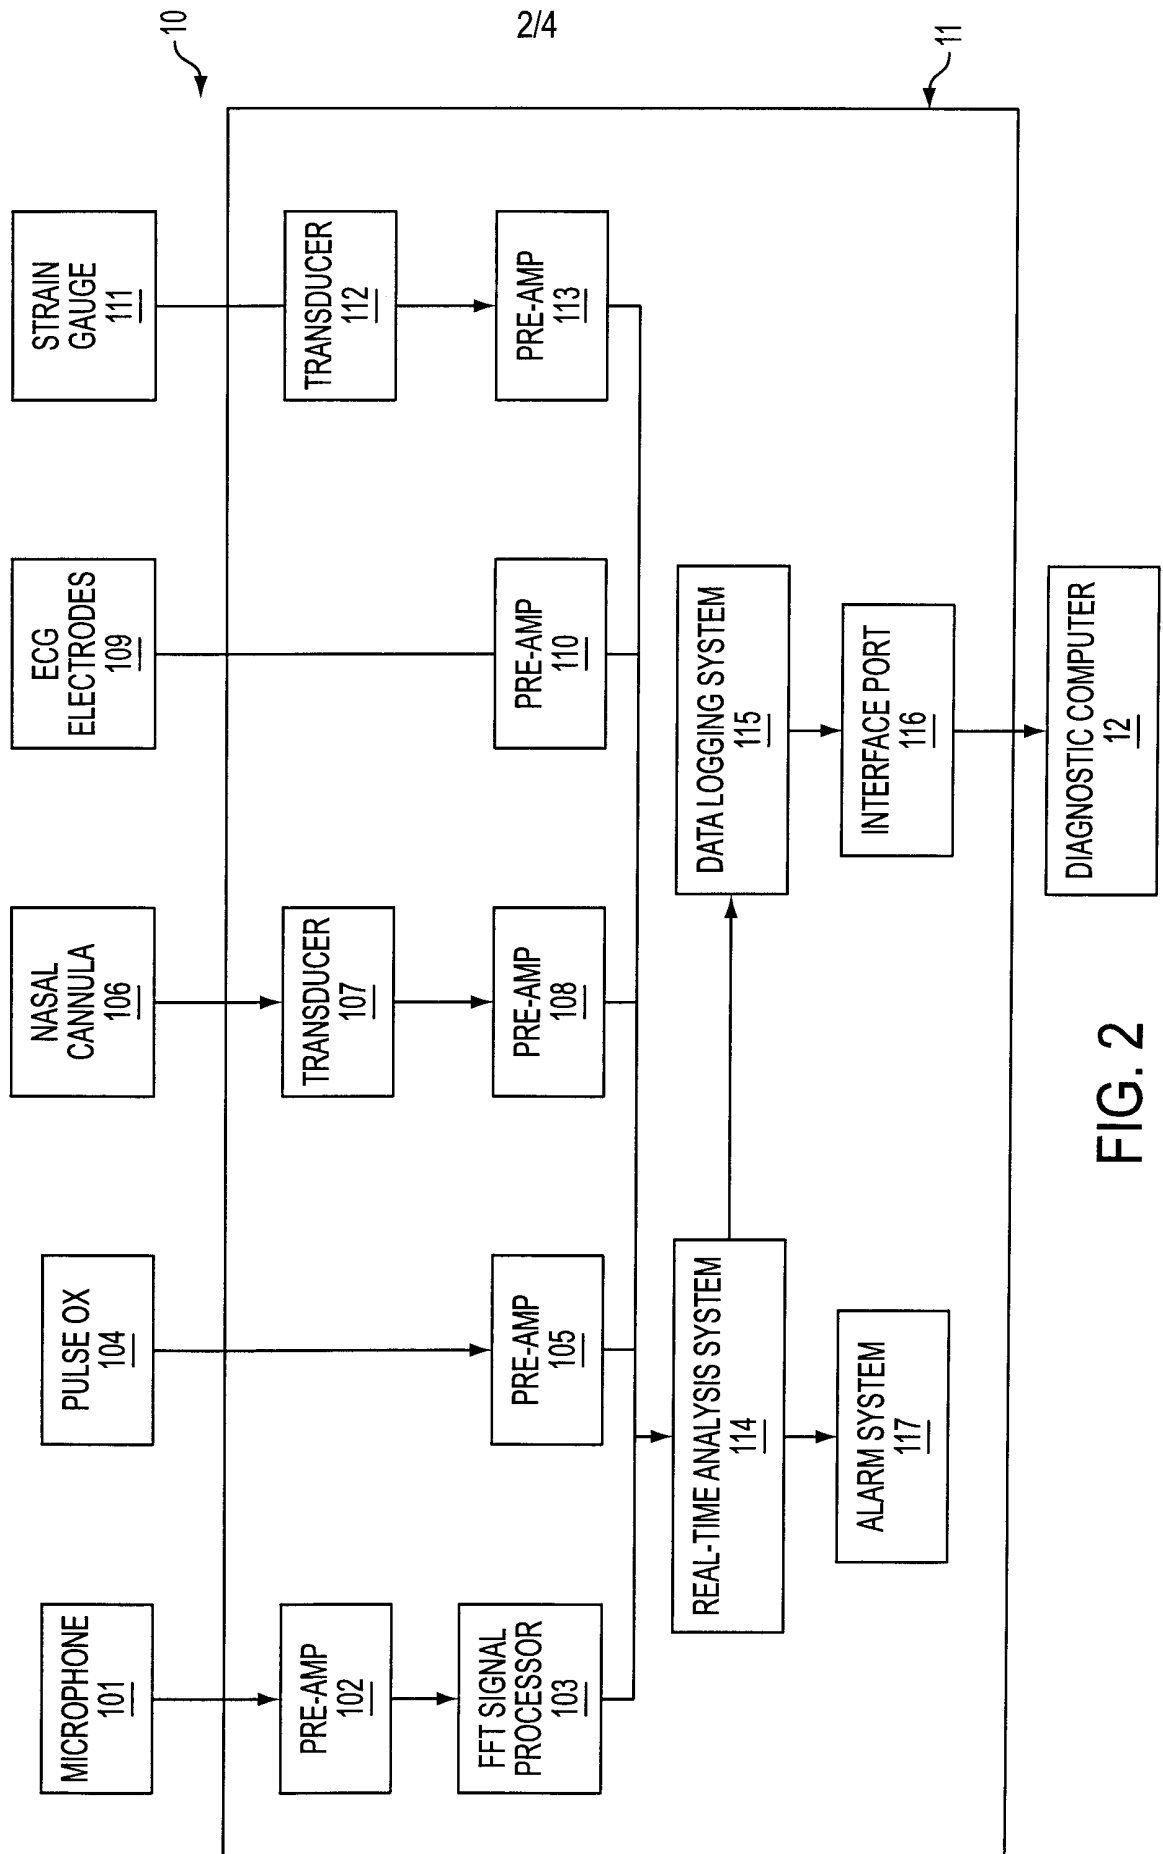 2/4
10
11
MICROPHONE
101
PULSE OX
104
NASAL
CANNULA
106
ECG
ELECTRODES
109
STRAIN
GAUGE
111
PRE-AMP
102
TRANSDUCER
107
TRANSDUCER
112
FFT SIGNAL
PROCESSOR
103
PRE-AMP
105
PRE-AMP
108
PRE-AMP
110
PRE-AMP
113
REAL-TIME ANALYSIS SYSTEM
114
DATA LOGGING SYSTEM
115
ALARM SYSTEM
117
INTERFACE PORT
116
DIAGNOSTIC COMPUTER
12
FIG. 2